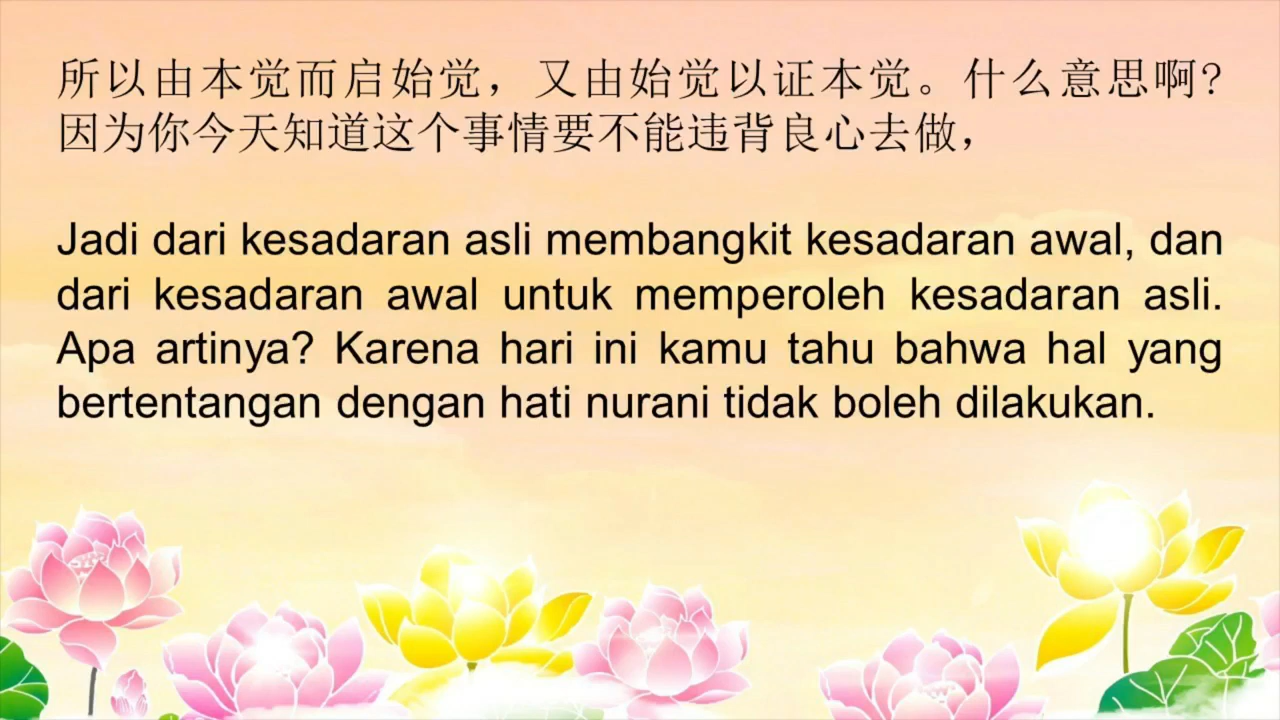 所以由本觉而启始觉，又由始觉以证本觉。什么意思啊?
因为你今天知道这个事情要不能违背良心去做，
Jadi dari kesadaran asli membangkit kesadaran awal, dan
dari kesadaran awal untuk memperoleh kesadaran asli.
Apa artinya? Karena hari ini kamu tahu bahwa hal yang
bertentangan dengan hati nurani tidak boleh dilakukan.